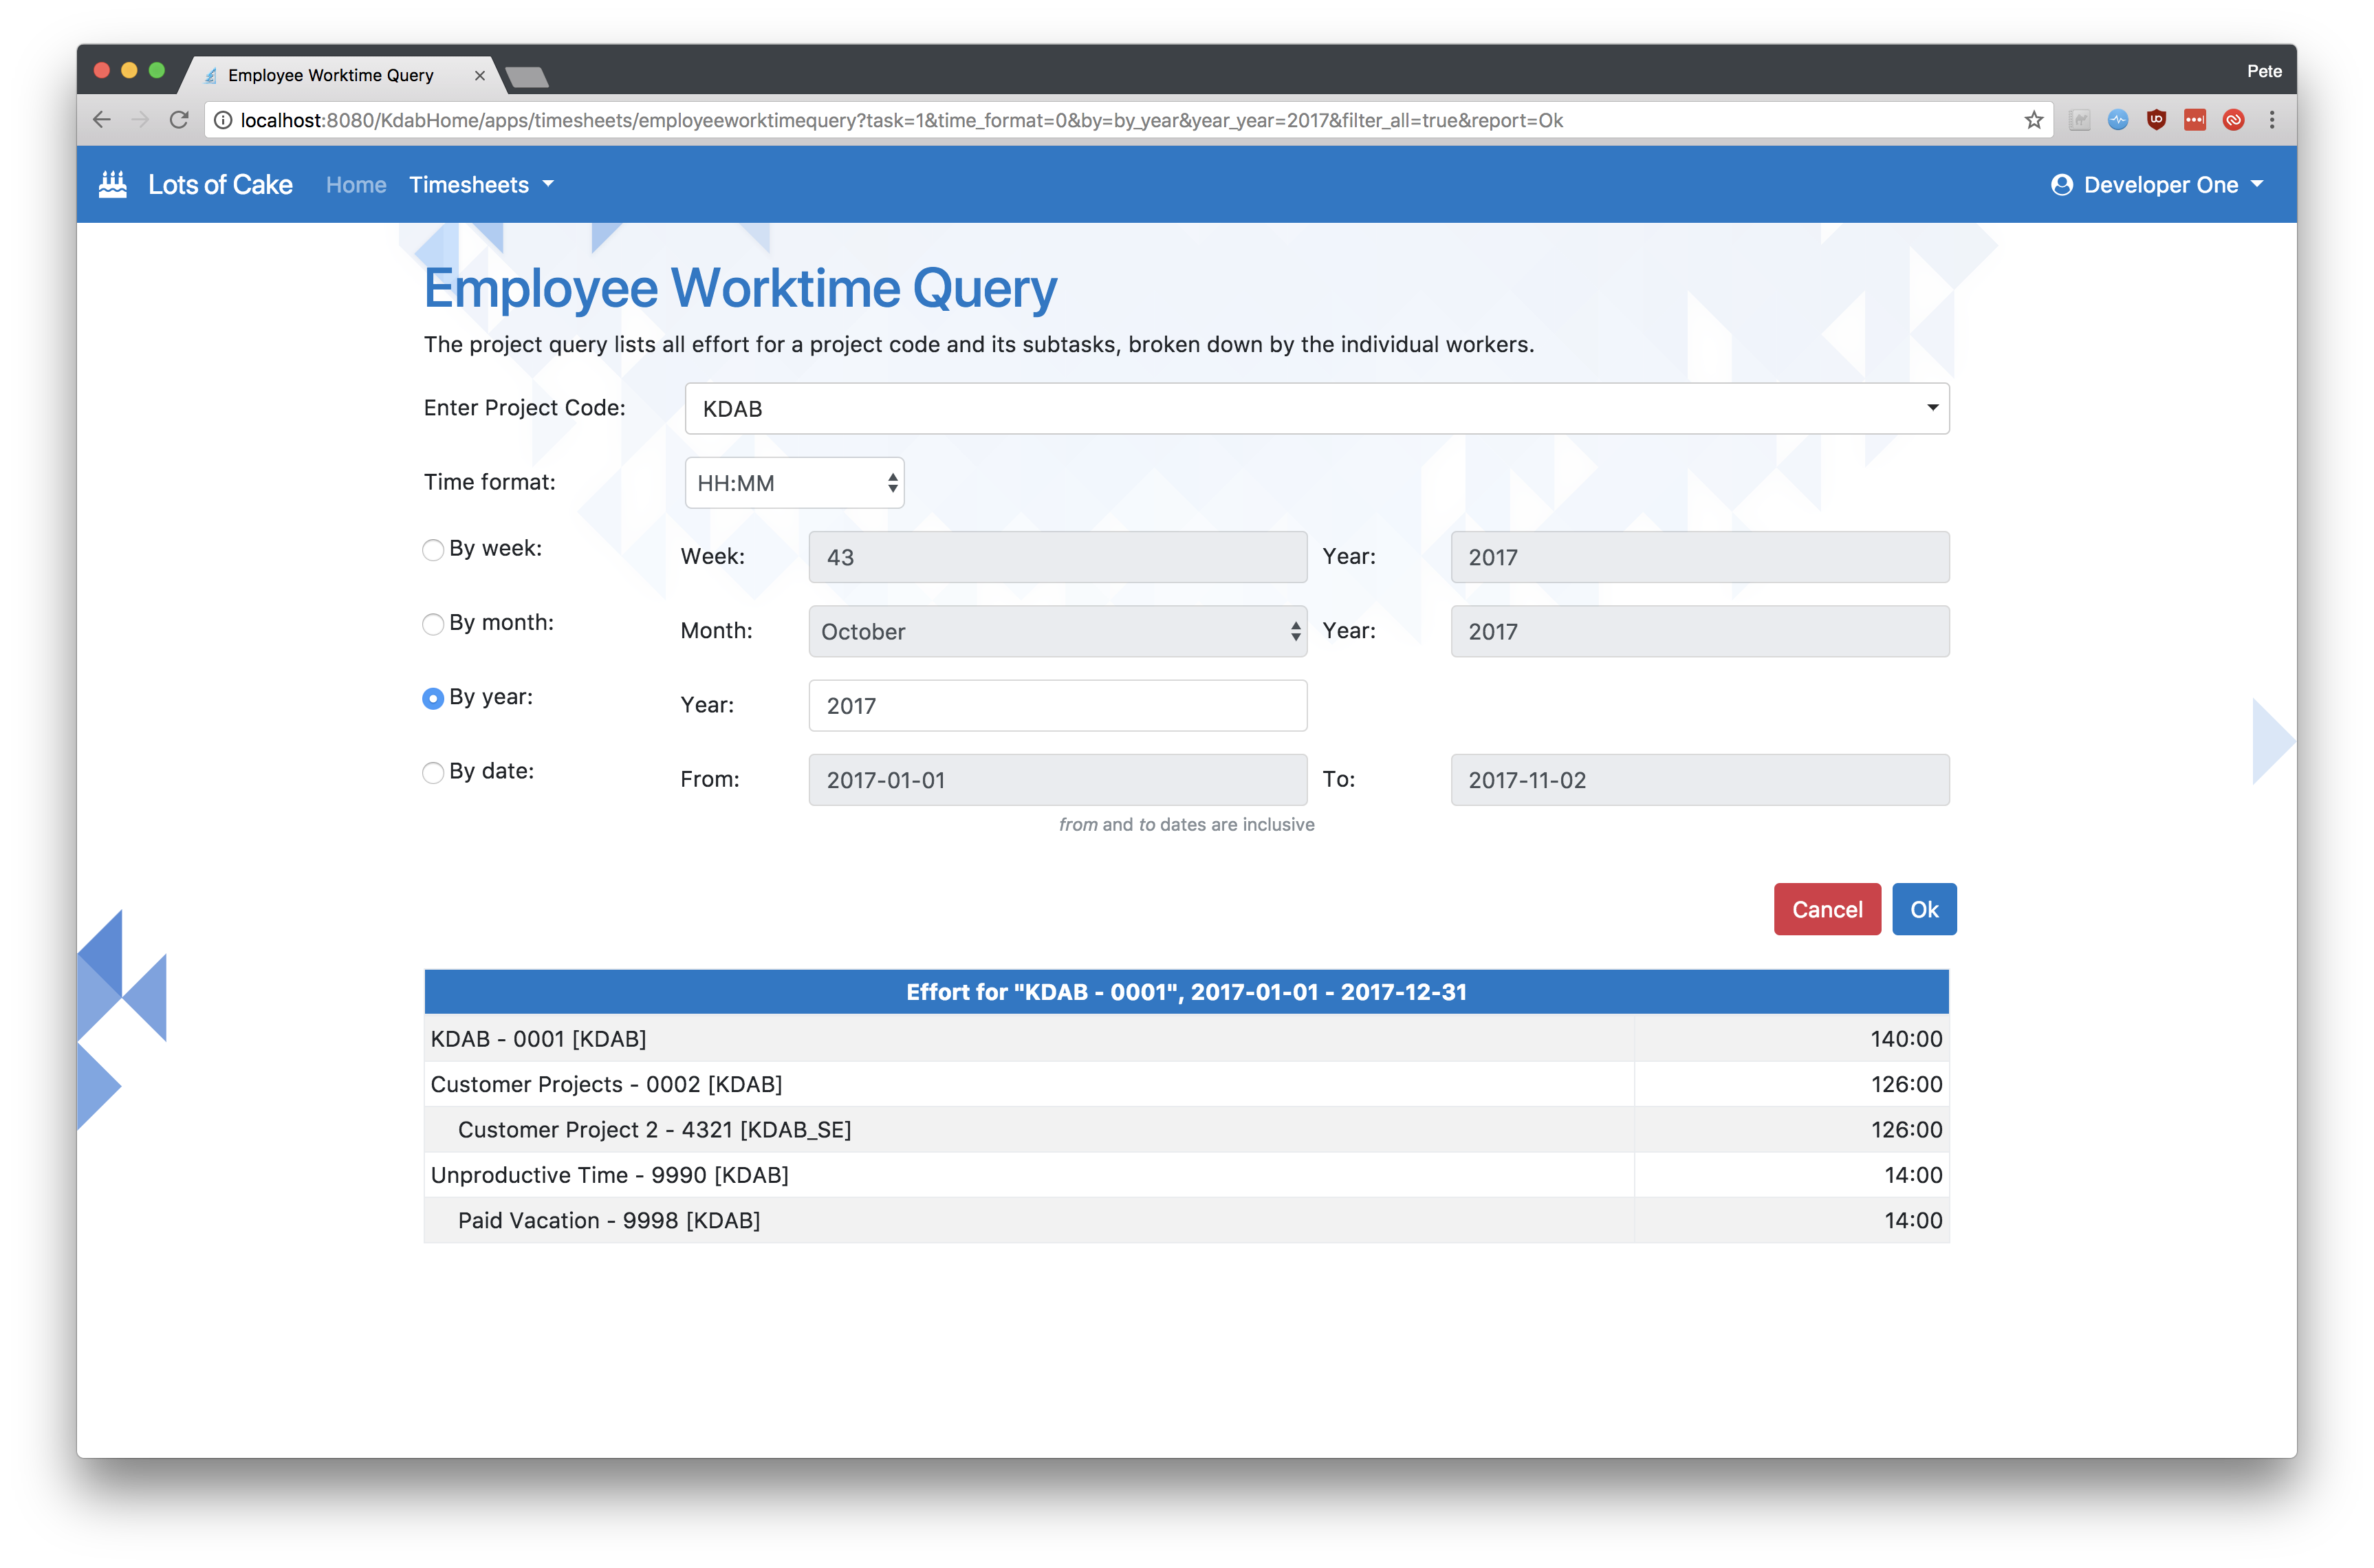 Employee Worktime Query
Pete
localhost:8080/KdabHome/apps/timesheets/employeeworktimequery?task=1&time_format=0&by=by_year&year_year=2017&filter_all=true&report=Ok
Lots of Cake Home Timesheets Developer One
Employee Worktime Query
The project query lists all effort for a project code and its subtasks, broken down by the individual workers.
Enter Project Code: KDAB
Time format: HH:MM
By week: Week: 43 Year: 2017
By month: Month: October Year: 2017
By year: Year: 2017
By date: From: 2017-01-01 To: 2017-11-02
from and to dates are inclusive
Cancel Ok
Effort for "KDAB - 0001", 2017-01-01 - 2017-12-31
KDAB - 0001 [KDAB] 140:00
Customer Projects - 0002 [KDAB] 126:00
Customer Project 2 - 4321 [KDAB_SE] 126:00
Unproductive Time - 9990 [KDAB] 14:00
Paid Vacation - 9998 [KDAB] 14:00